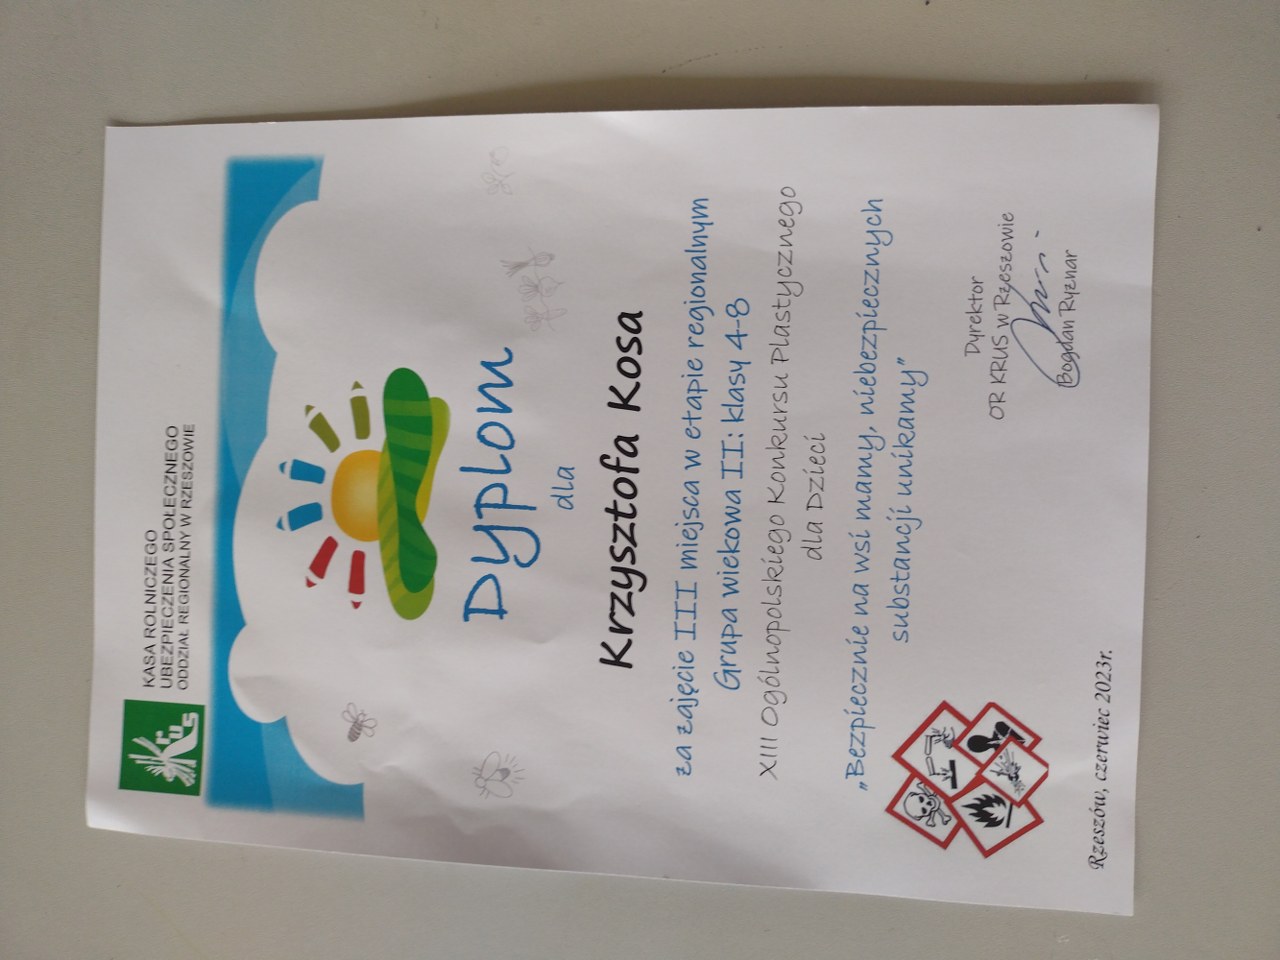 Krus
KASA ROLNICZEGO
UBEZPIECZENIA SPOŁECZNEGO
ODDZIAŁ REGIONALNY W RZESZOWIE
Dyplom
dla
Krzysztofa Kosa
za zajęcie III miejsca w etapie regionalnym
Grupa wiekowa II: klasy 4-8
XIII Ogólnopolskiego Konkursu Plastycznego
dla Dzieci
„Bezpiecznie na wsi mamy, niebezpiecznych
substancji unikamy”
Dyrektor
OR KRUS w Rzeszowie
Bogdan Ryznar
Rzeszów, czerwiec 2023r.